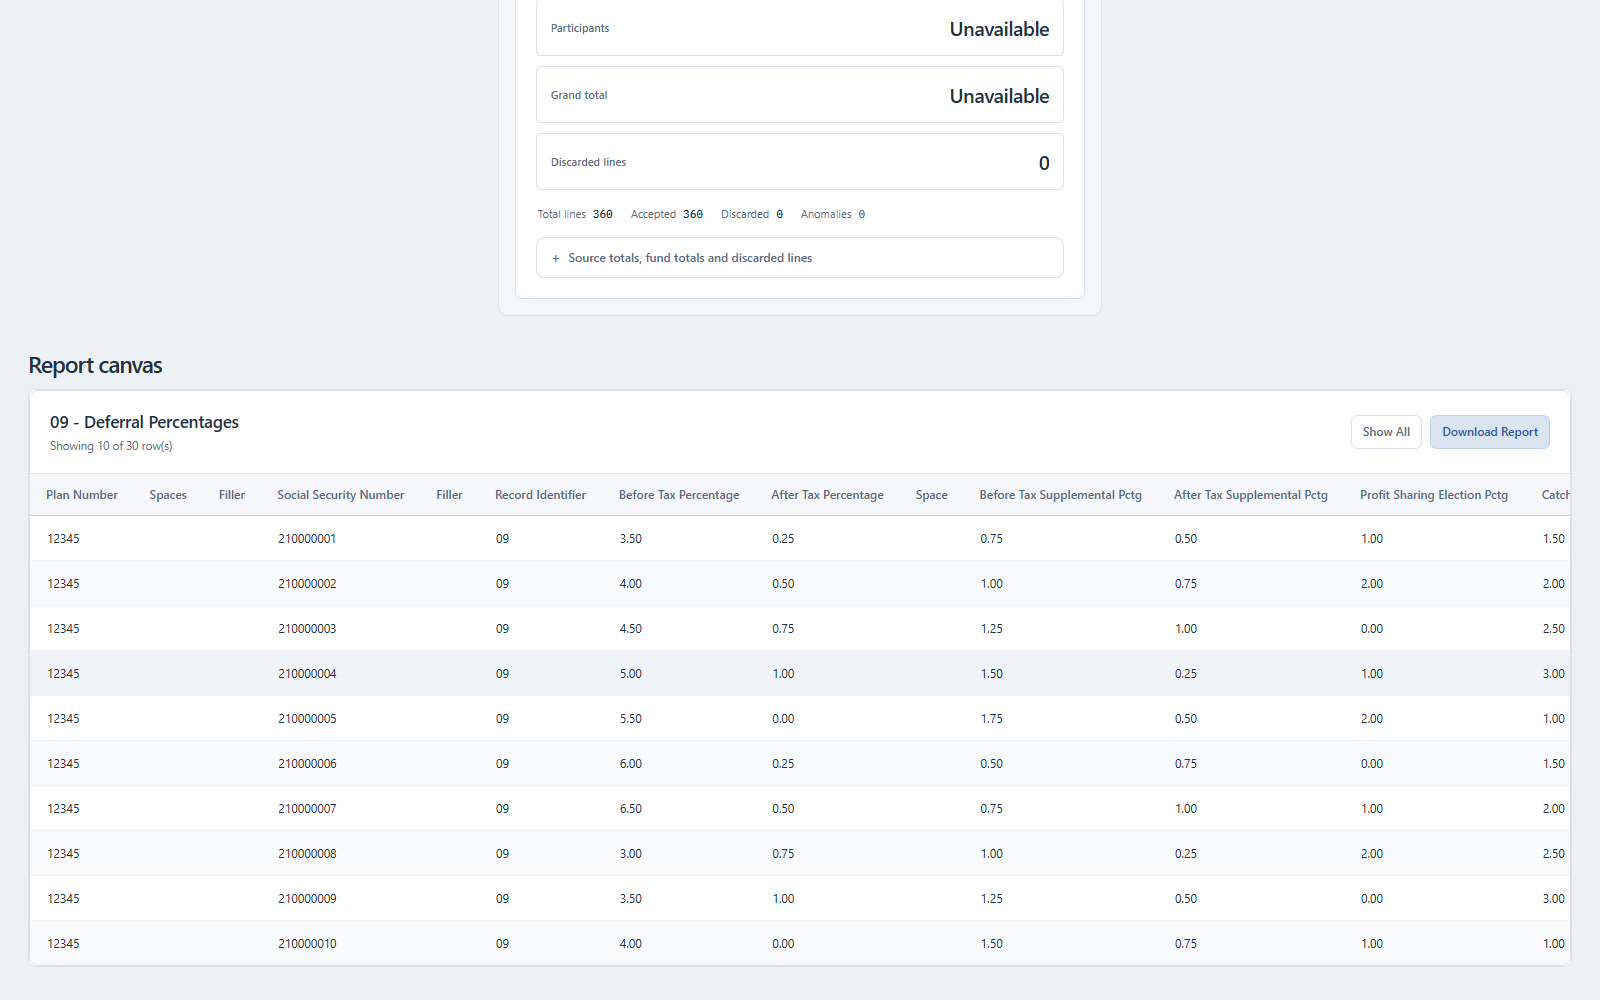 Participants Unavailable
Grand total Unavailable
Discarded lines 0
Total lines 360 Accepted 360 Discarded 0 Anomalies 0
+ Source totals, fund totals and discarded lines
Report canvas
09 - Deferral Percentages
Showing 10 of 30 row(s)
Show All Download Report
Plan Number Spaces Filler Social Security Number Filler Record Identifier Before Tax Percentage After Tax Percentage Space Before Tax Supplemental Pctg After Tax Supplemental Pctg Profit Sharing Election Pctg Catch
12345 210000001 09 3.50 0.25 0.75 0.50 1.00 1.50
12345 210000002 09 4.00 0.50 1.00 0.75 2.00 2.00
12345 210000003 09 4.50 0.75 1.25 1.00 0.00 2.50
12345 210000004 09 5.00 1.00 1.50 0.25 1.00 3.00
12345 210000005 09 5.50 0.00 1.75 0.50 2.00 1.00
12345 210000006 09 6.00 0.25 0.50 0.75 0.00 1.50
12345 210000007 09 6.50 0.50 0.75 1.00 1.00 2.00
12345 210000008 09 3.00 0.75 1.00 0.25 2.00 2.50
12345 210000009 09 3.50 1.00 1.25 0.50 0.00 3.00
12345 210000010 09 4.00 0.00 1.50 0.75 1.00 1.00